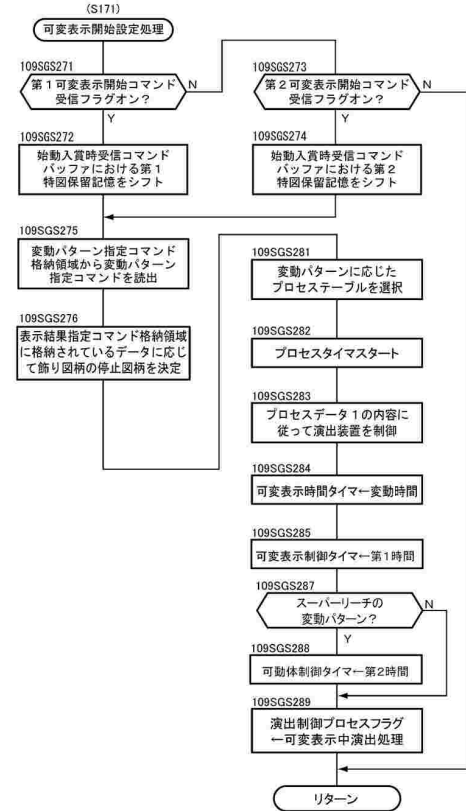 (S171)
可変表示開始設定処理
109SGS271
第1可変表示開始コマンド
受信フラグオン?
N
Y
109SGS273
第2可変表示開始コマンド
受信フラグオン?
N
Y
109SGS272
始動入賞時受信コマンド
バッファにおける第1
特図保留記憶をシフト
109SGS274
始動入賞時受信コマンド
バッファにおける第2
特図保留記憶をシフト
109SGS275
変動パターン指定コマンド
格納領域から変動パターン
指定コマンドを読出
109SGS276
表示結果指定コマンド格納領域
に格納されているデータに応じ
て飾り図柄の停止図柄を決定
109SGS281
変動パターンに応じた
プロセステーブルを選択
109SGS282
プロセスタイマスタート
109SGS283
プロセスデータ1の内容に
従って演出装置を制御
109SGS284
可変表示時間タイマ←変動時間
109SGS285
可変表示制御タイマ←第1時間
109SGS287
スーパーリーチの
変動パターン?
N
Y
109SGS288
可動体制御タイマ←第2時間
109SGS289
演出制御プロセスフラグ
←可変表示中演出処理
リターン